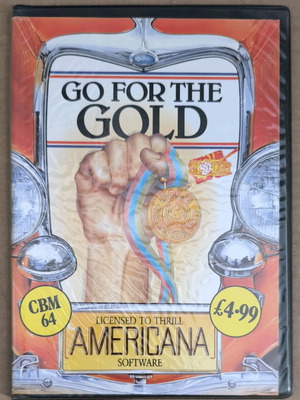 GO FOR THE
GOLD
CBM
64
£4.99
LICENSED TO THRILL
AMERICANA
SOFTWARE